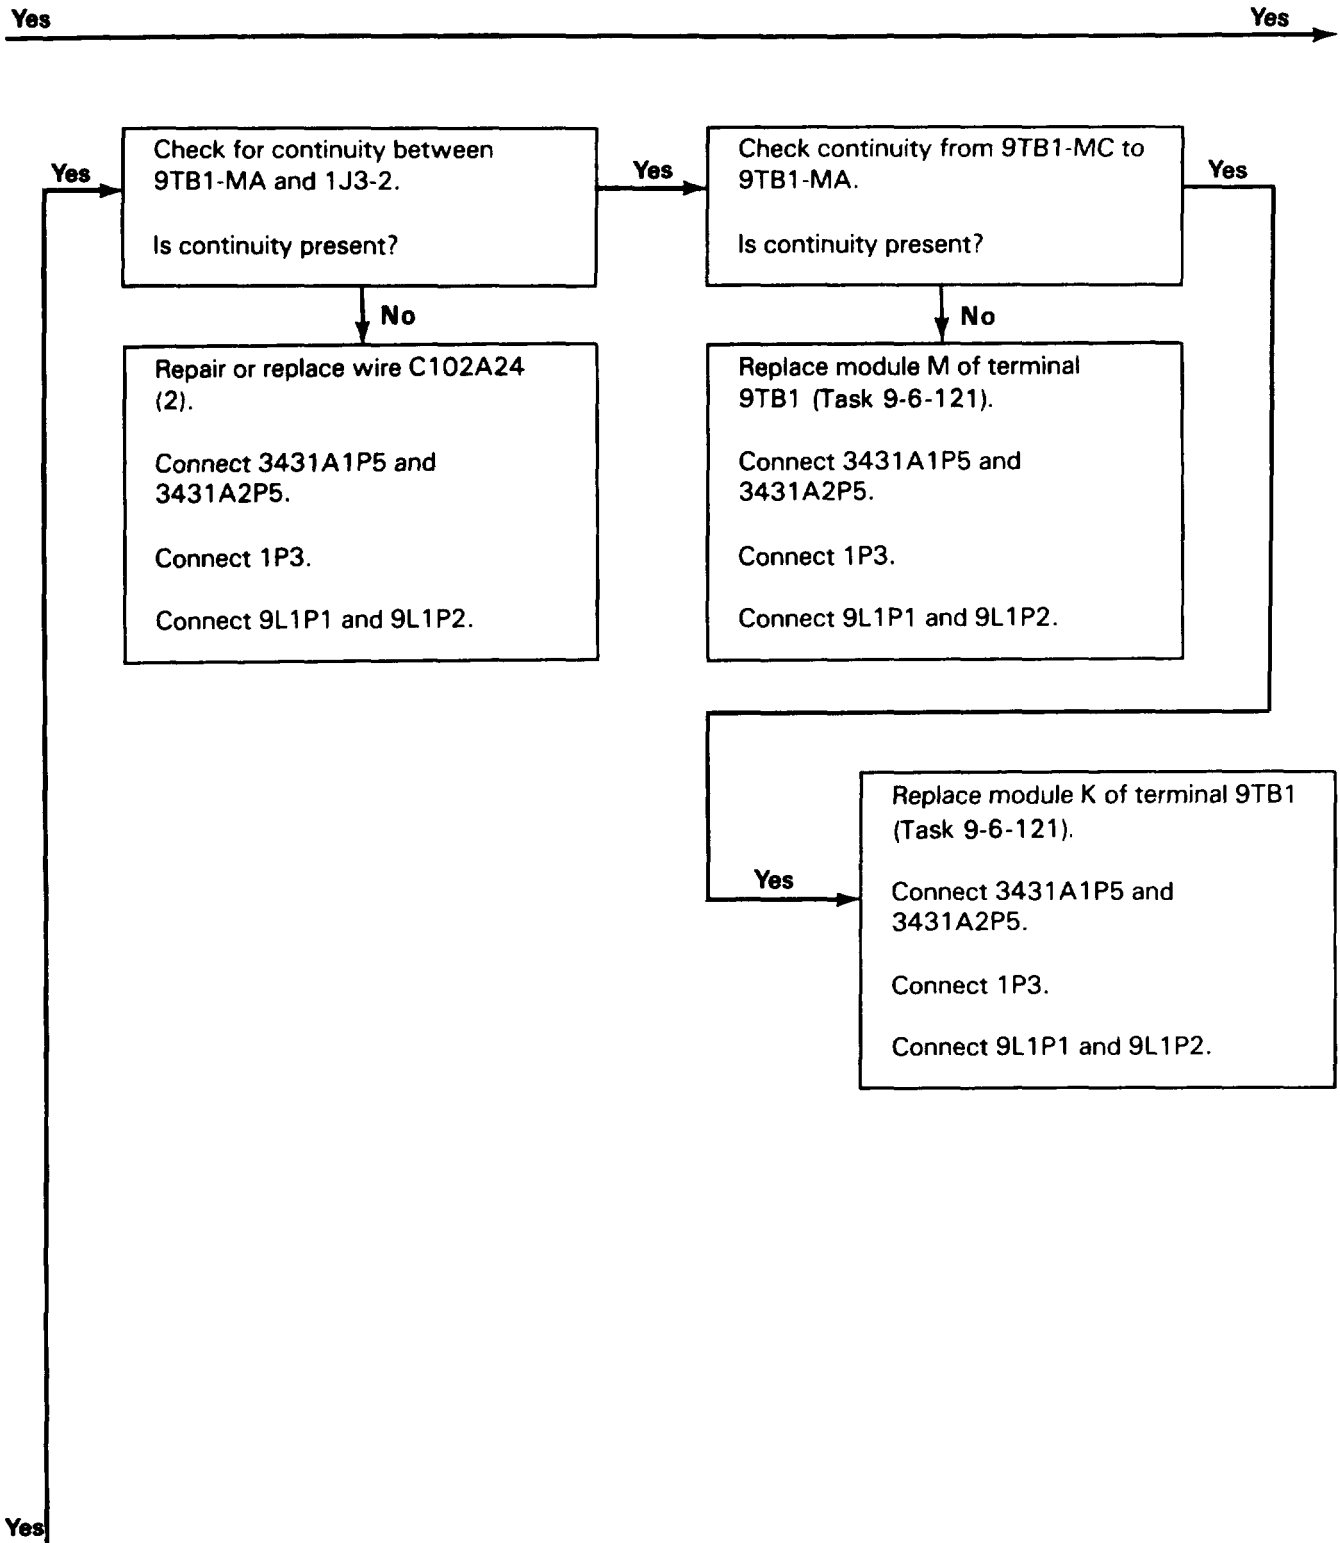 Yes
Yes
Yes
Check for continuity between
9TB1-MA and 1J3-2.
Is continuity present?
Yes
Check continuity from 9TB1-MC to
9TB1-MA.
Is continuity present?
Yes
No
Repair or replace wire C102A24
(2).
Connect 3431A1P5 and
3431A2P5.
Connect 1P3.
Connect 9L1P1 and 9L1P2.
No
Replace module M of terminal
9TB1 (Task 9-6-121).
Connect 3431A1P5 and
3431A2P5.
Connect 1P3.
Connect 9L1P1 and 9L1P2.
Yes
Replace module K of terminal 9TB1
(Task 9-6-121).
Connect 3431A1P5 and
3431A2P5.
Connect 1P3.
Connect 9L1P1 and 9L1P2.
Yes